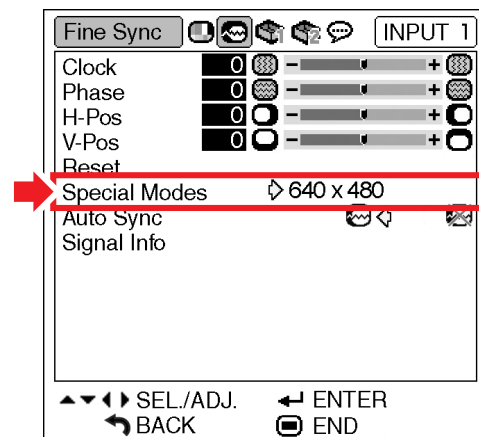 Fine Sync INPUT 1
Clock 0 - +
Phase 0 - +
H-Pos 0 - +
V-Pos 0 - +
Reset
Special Modes 640 x 480
Auto Sync
Signal Info
SEL./ADJ. ENTER
BACK END